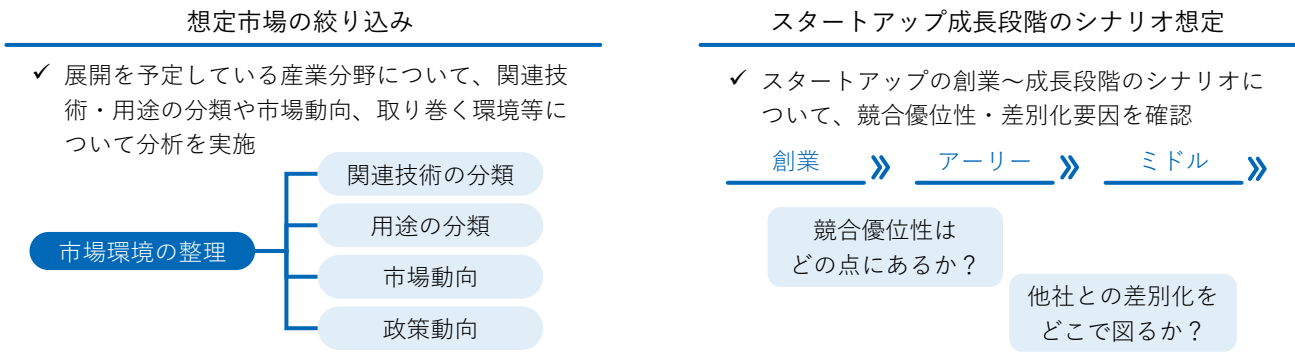 想定市場の絞り込み
✓ 展開を予定している産業分野について、関連技
術・用途の分類や市場動向、取り巻く環境等に
ついて分析を実施
市場環境の整理
関連技術の分類
用途の分類
市場動向
政策動向
スタートアップ成長段階のシナリオ想定
✓ スタートアップの創業～成長段階のシナリオに
ついて、競合優位性・差別化要因を確認
創業 » アーリー » ミドル »
競合優位性は
どの点にあるか？
他社との差別化を
どこで図るか？